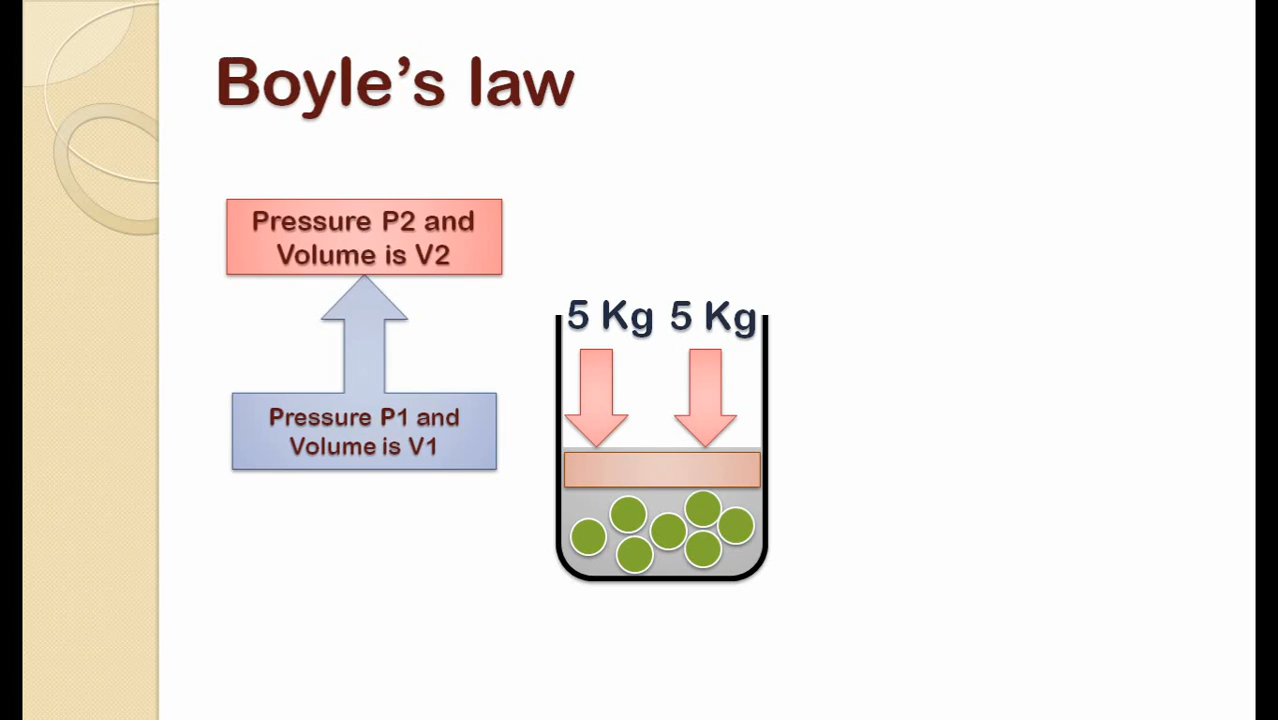 Boyle’s law
Pressure P2 and
Volume is V2
5 Kg 5 Kg
Pressure P1 and
Volume is V1